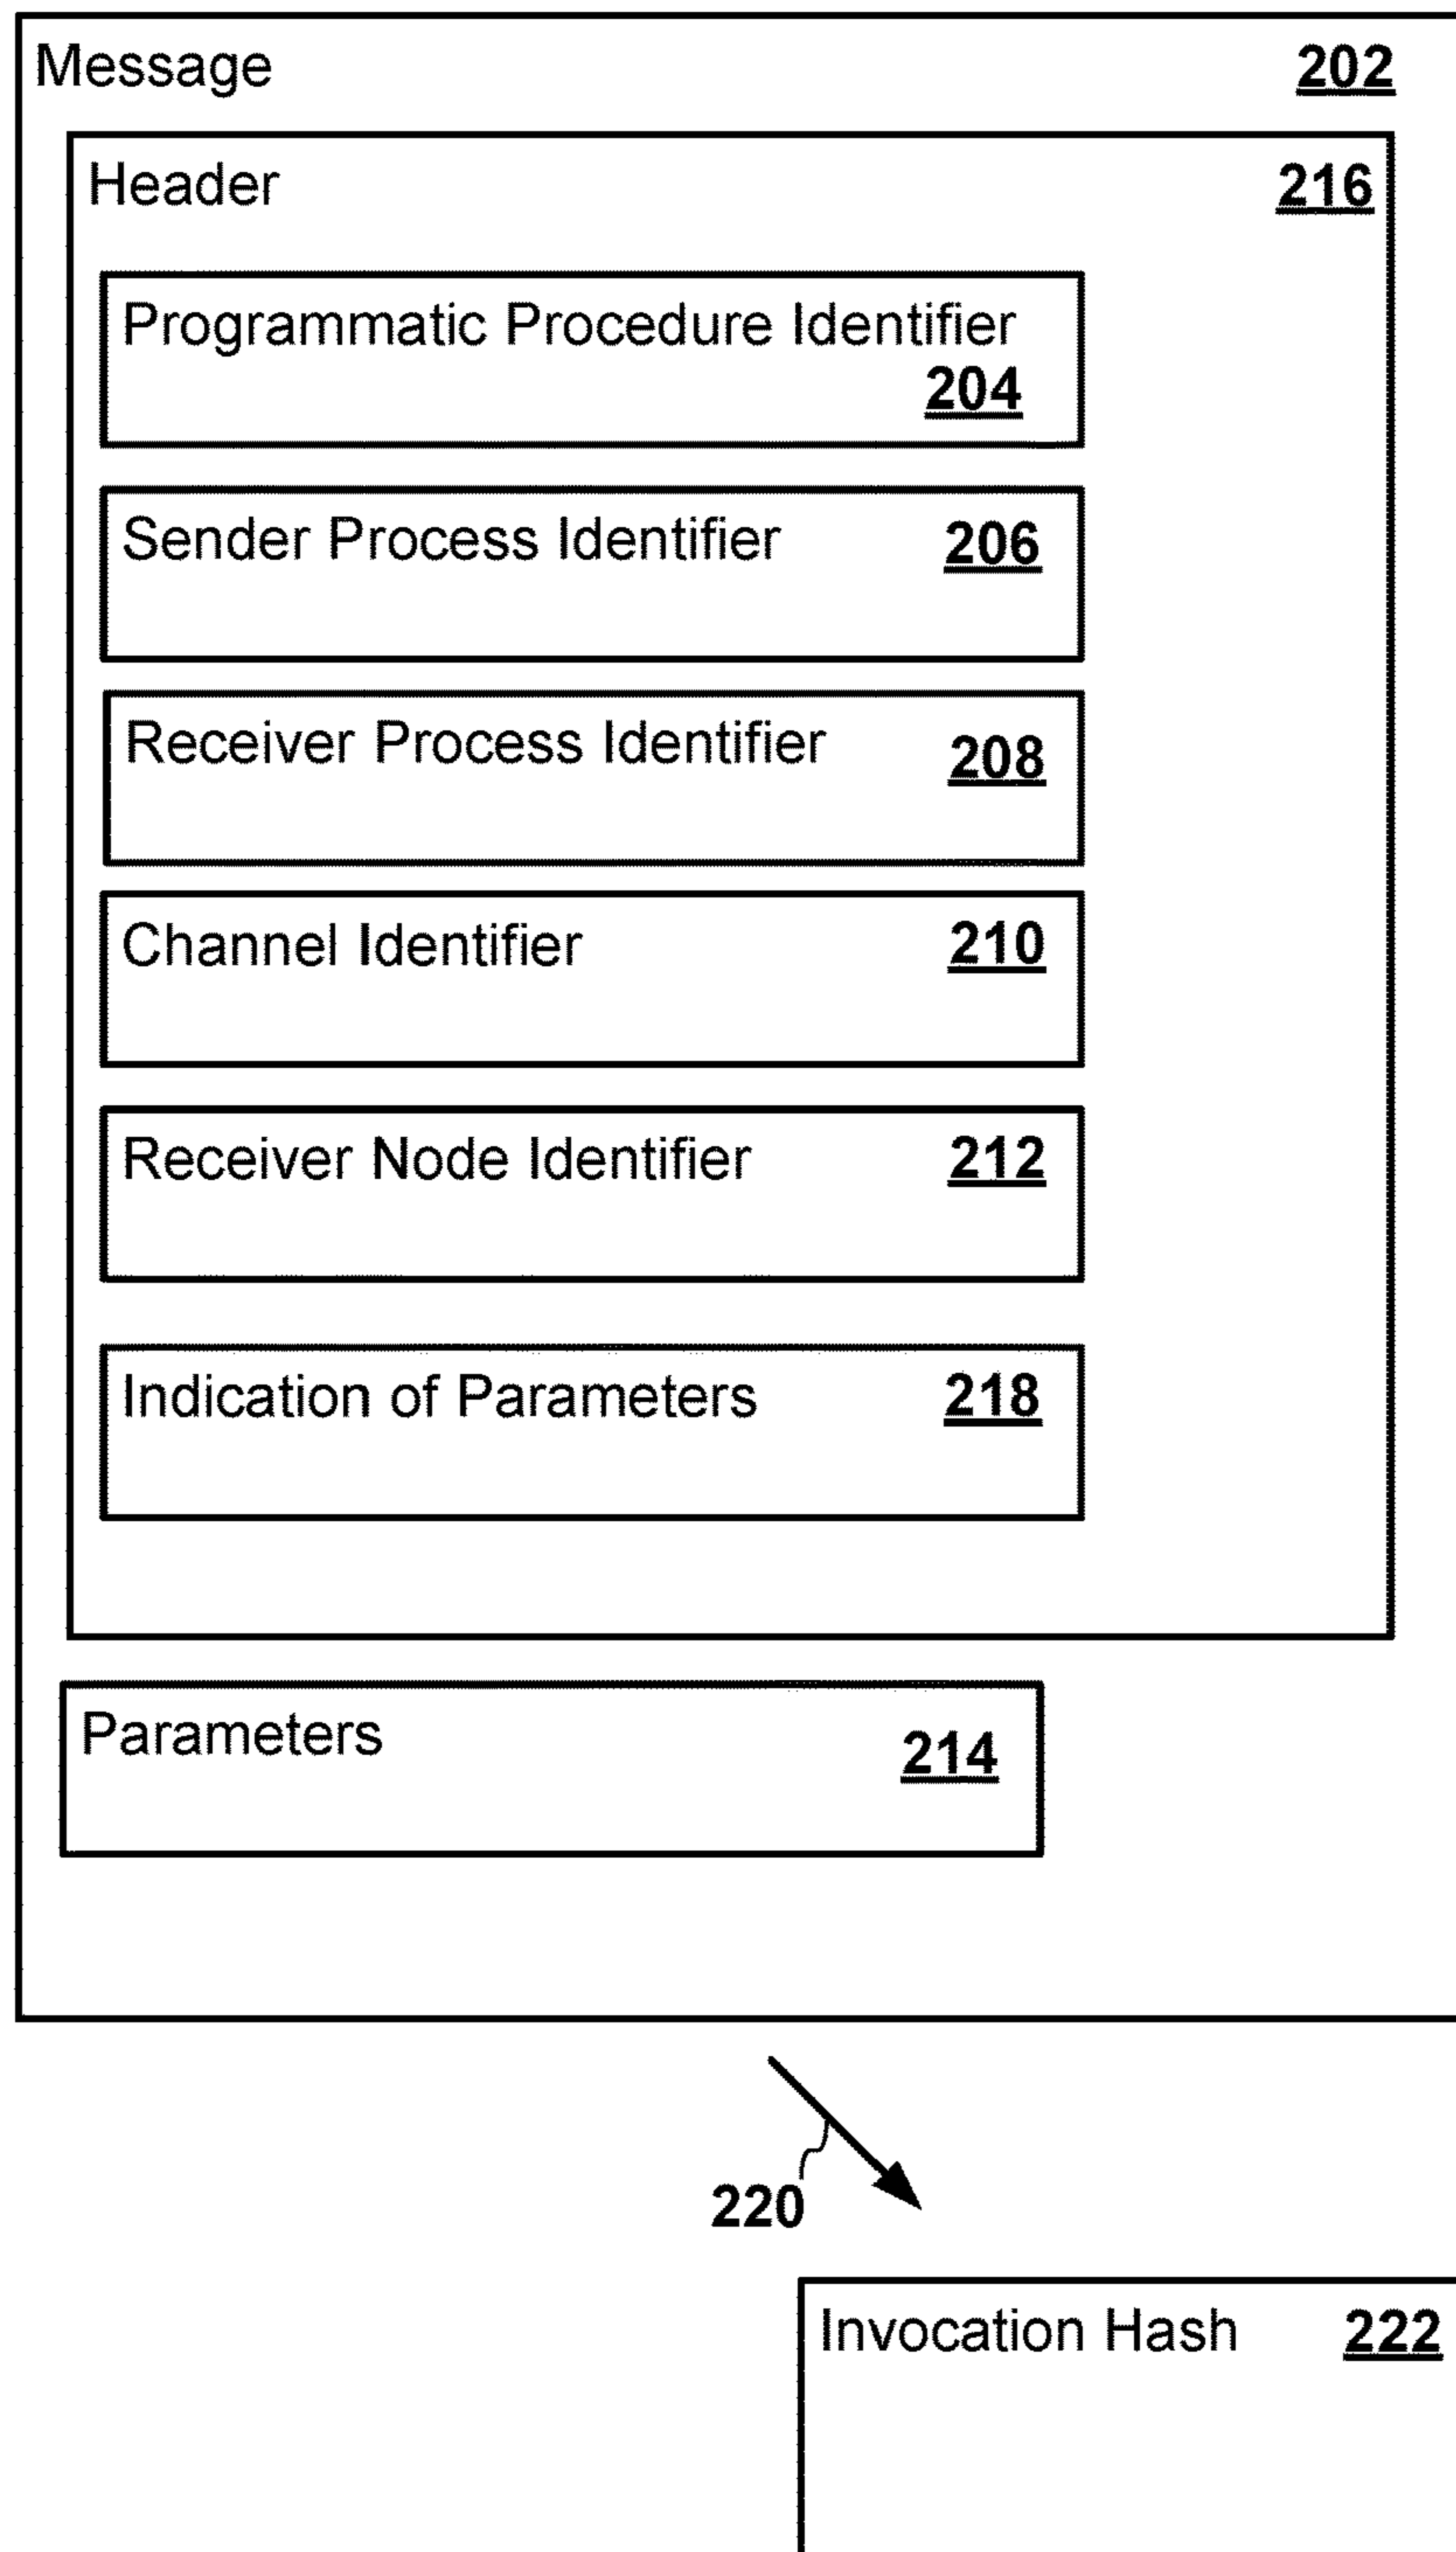 Message 202
Header 216
Programmatic Procedure Identifier
204
Sender Process Identifier 206
Receiver Process Identifier 208
Channel Identifier 210
Receiver Node Identifier 212
Indication of Parameters 218
Parameters 214
220
Invocation Hash 222